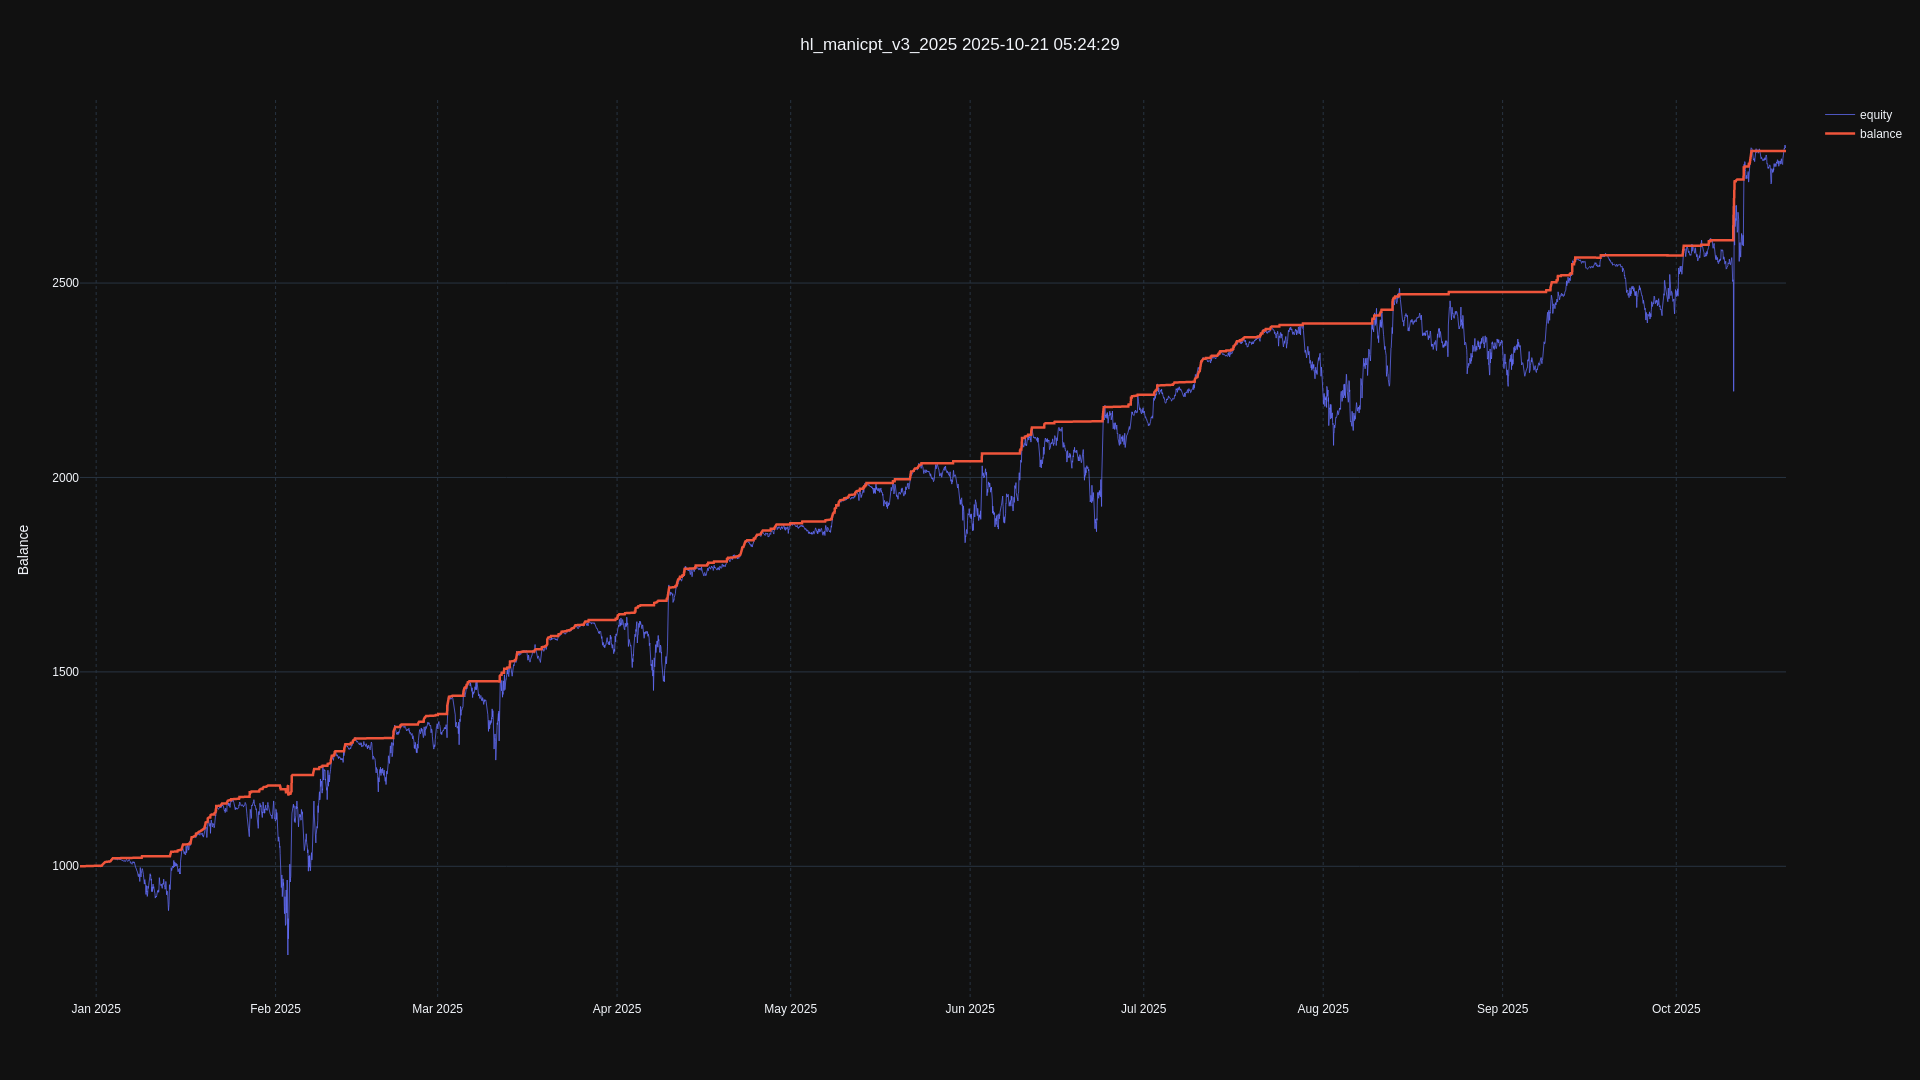 hl_manicpt_v3_2025 2025-10-21 05:24:29
equity
balance
2500
2000
1500
1000
Balance
Jan 2025
Feb 2025
Mar 2025
Apr 2025
May 2025
Jun 2025
Jul 2025
Aug 2025
Sep 2025
Oct 2025